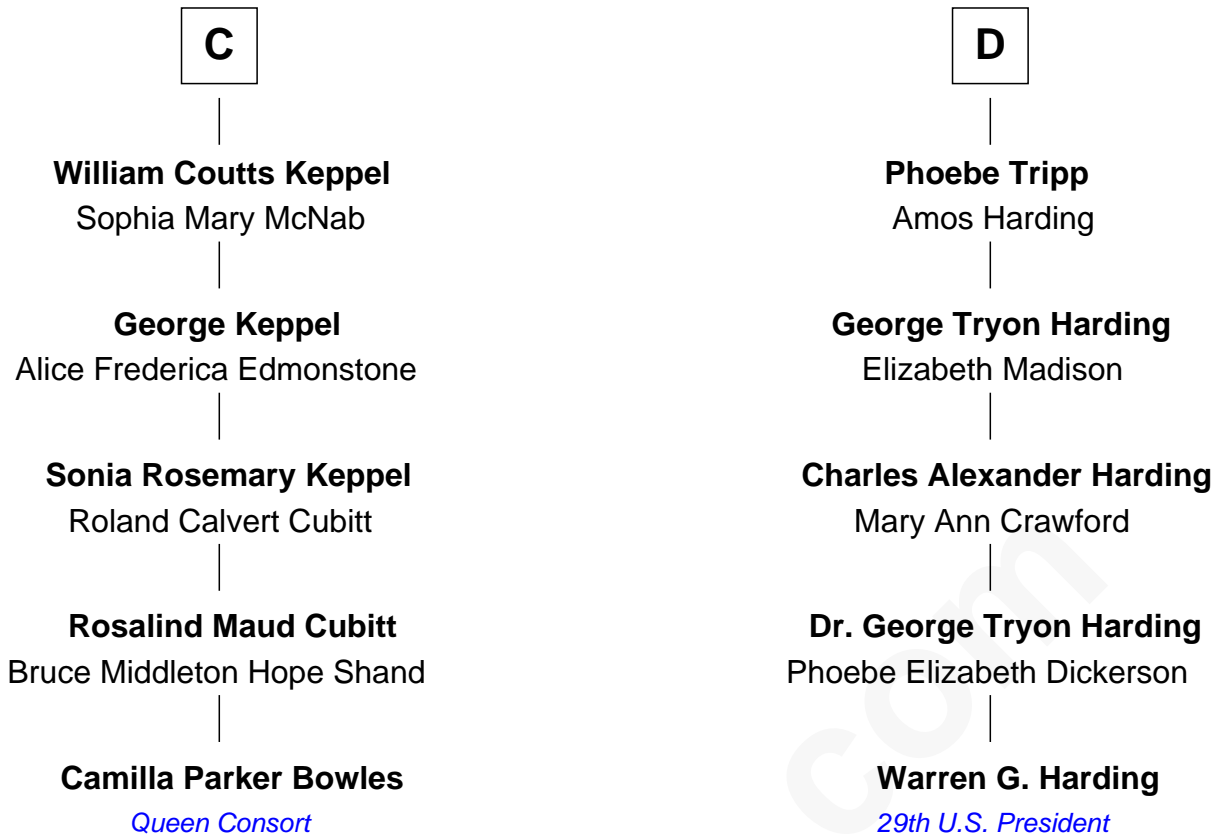 C
William Coutts Keppel
Sophia Mary McNab
George Keppel
Alice Frederica Edmonstone
Sonia Rosemary Keppel
Roland Calvert Cubitt
Rosalind Maud Cubitt
Bruce Middleton Hope Shand
Camilla Parker Bowles
Queen Consort
D
Phoebe Tripp
Amos Harding
George Tryon Harding
Elizabeth Madison
Charles Alexander Harding
Mary Ann Crawford
Dr. George Tryon Harding
Phoebe Elizabeth Dickerson
Warren G. Harding
29th U.S. President
com